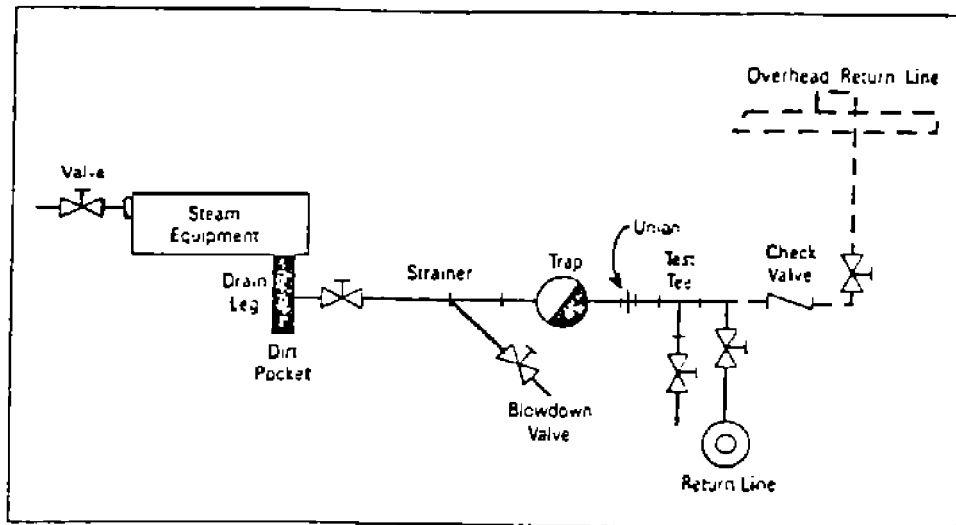 Overhead Return Line
Valve
Steam
Equipment
Union
Drain
Leg
Strainer
Trap
Test
Tee
Check
Valve
Dirt
Pocket
Blowdown
Valve
Return Line